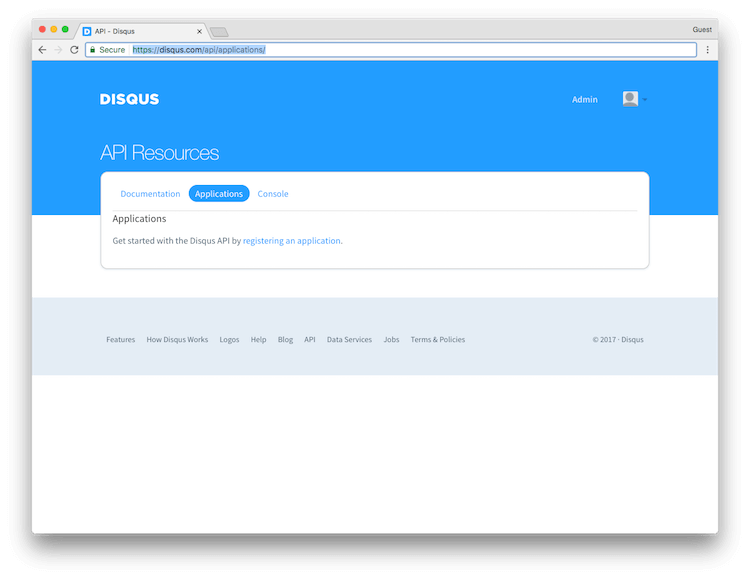 API - Disqus
Guest
Secure https://disqus.com/api/applications/
DISQUS
Admin
API Resources
Documentation Applications Console
Applications
Get started with the Disqus API by registering an application.
Features How Disqus Works Logos Help Blog API Data Services Jobs Terms & Policies © 2017 · Disqus